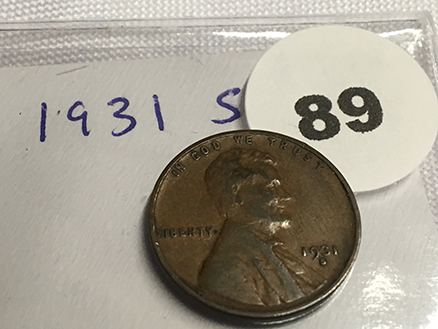 1931 S
89
IN GOD WE TRUST
LIBERTY
1931
S